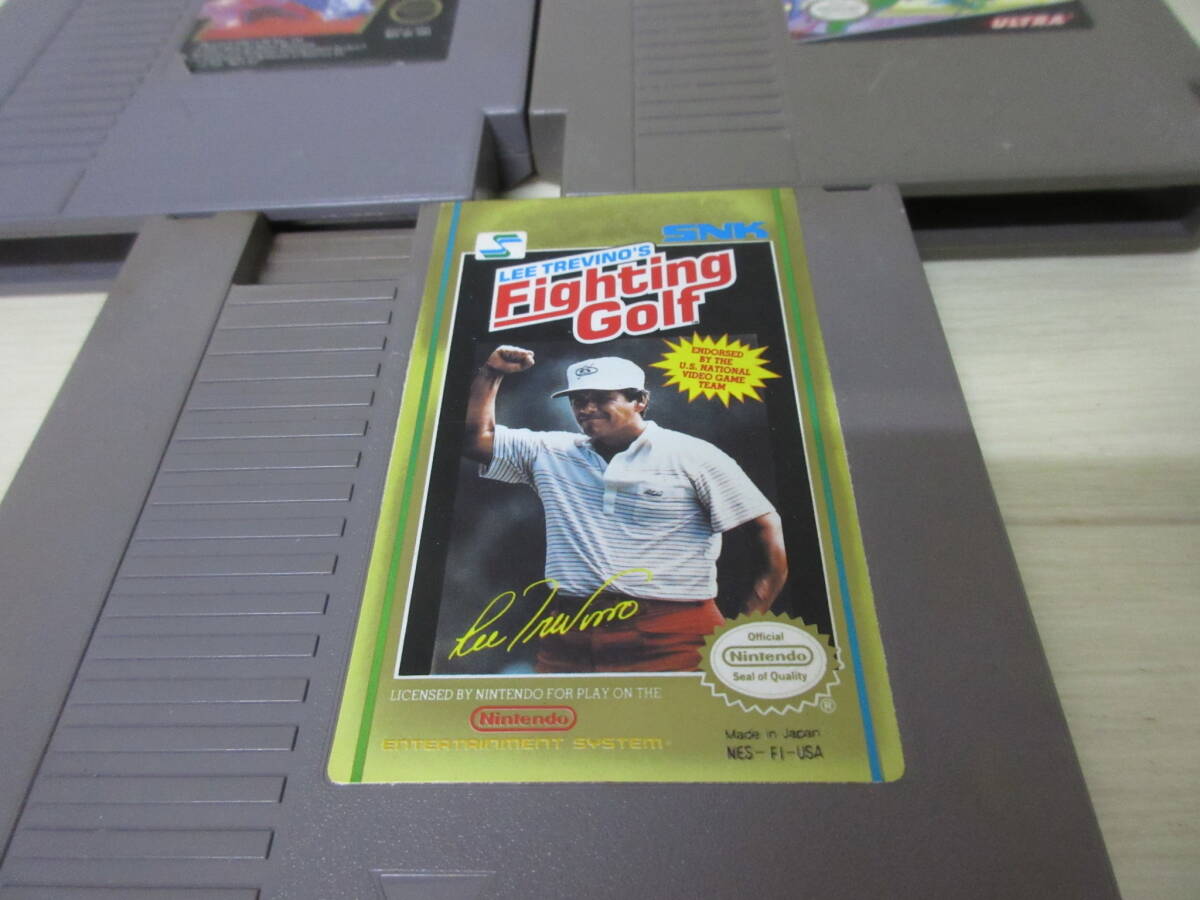 ULTRA
SNK
LEE TREVINO'S
Fighting
Golf
ENDORSED
BY THE
U.S. NATIONAL
VIDEO GAME
TEAM
Lee Trevino
Official
Nintendo
Seal of Quality
®
LICENSED BY NINTENDO FOR PLAY ON THE
Nintendo
ENTERTAINMENT SYSTEM
Made in Japan
NES-FI-USA